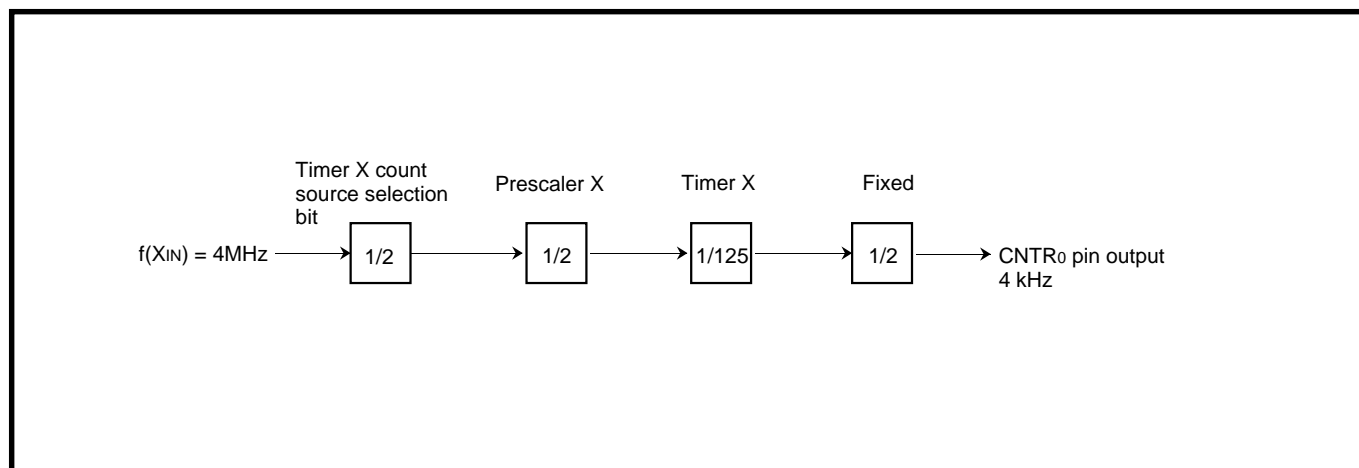 Timer X count
source selection
bit
Prescaler X
Timer X
Fixed
f(XIN) = 4MHz
1/2
1/2
1/125
1/2
CNTR0 pin output
4 kHz